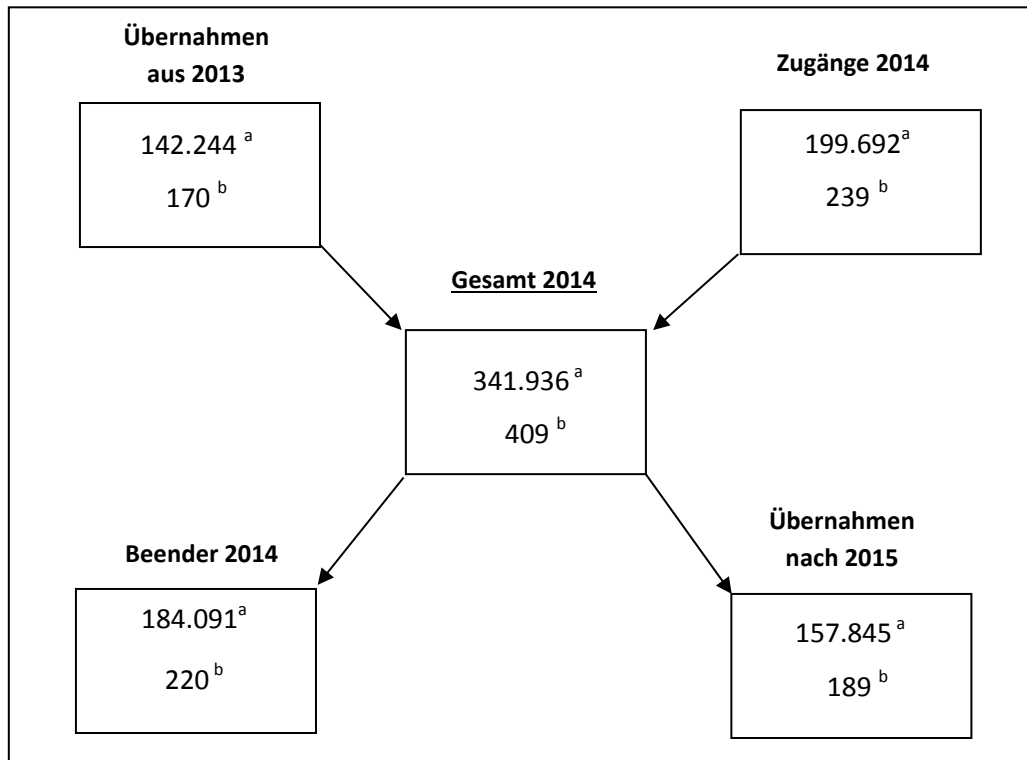 Übernahmen
aus 2013
142.244 a
170 b
Zugänge 2014
199.692a
239 b
Gesamt 2014
341.936 a
409 b
Beender 2014
184.091a
220 b
Übernahmen
nach 2015
157.845 a
189 b